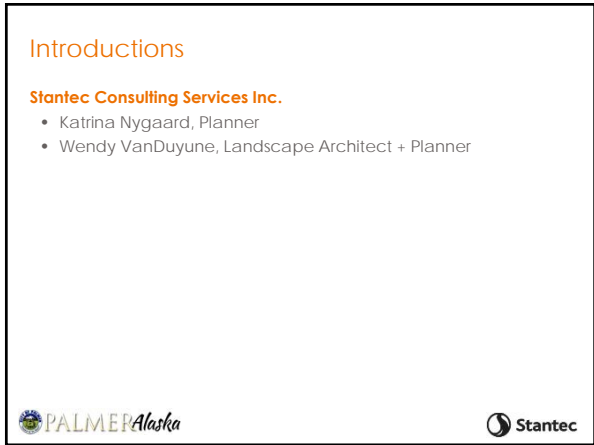 Introductions
Stantec Consulting Services Inc.
• Katrina Nygaard, Planner
• Wendy VanDuyune, Landscape Architect + Planner
PALMER Alaska
Stantec